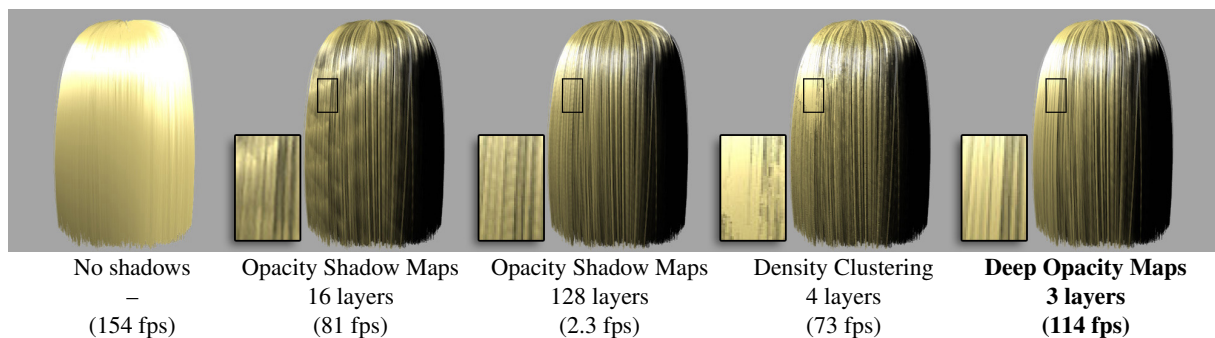 No shadows
–
(154 fps)
Opacity Shadow Maps
16 layers
(81 fps)
Opacity Shadow Maps
128 layers
(2.3 fps)
Density Clustering
4 layers
(73 fps)
Deep Opacity Maps
3 layers
(114 fps)